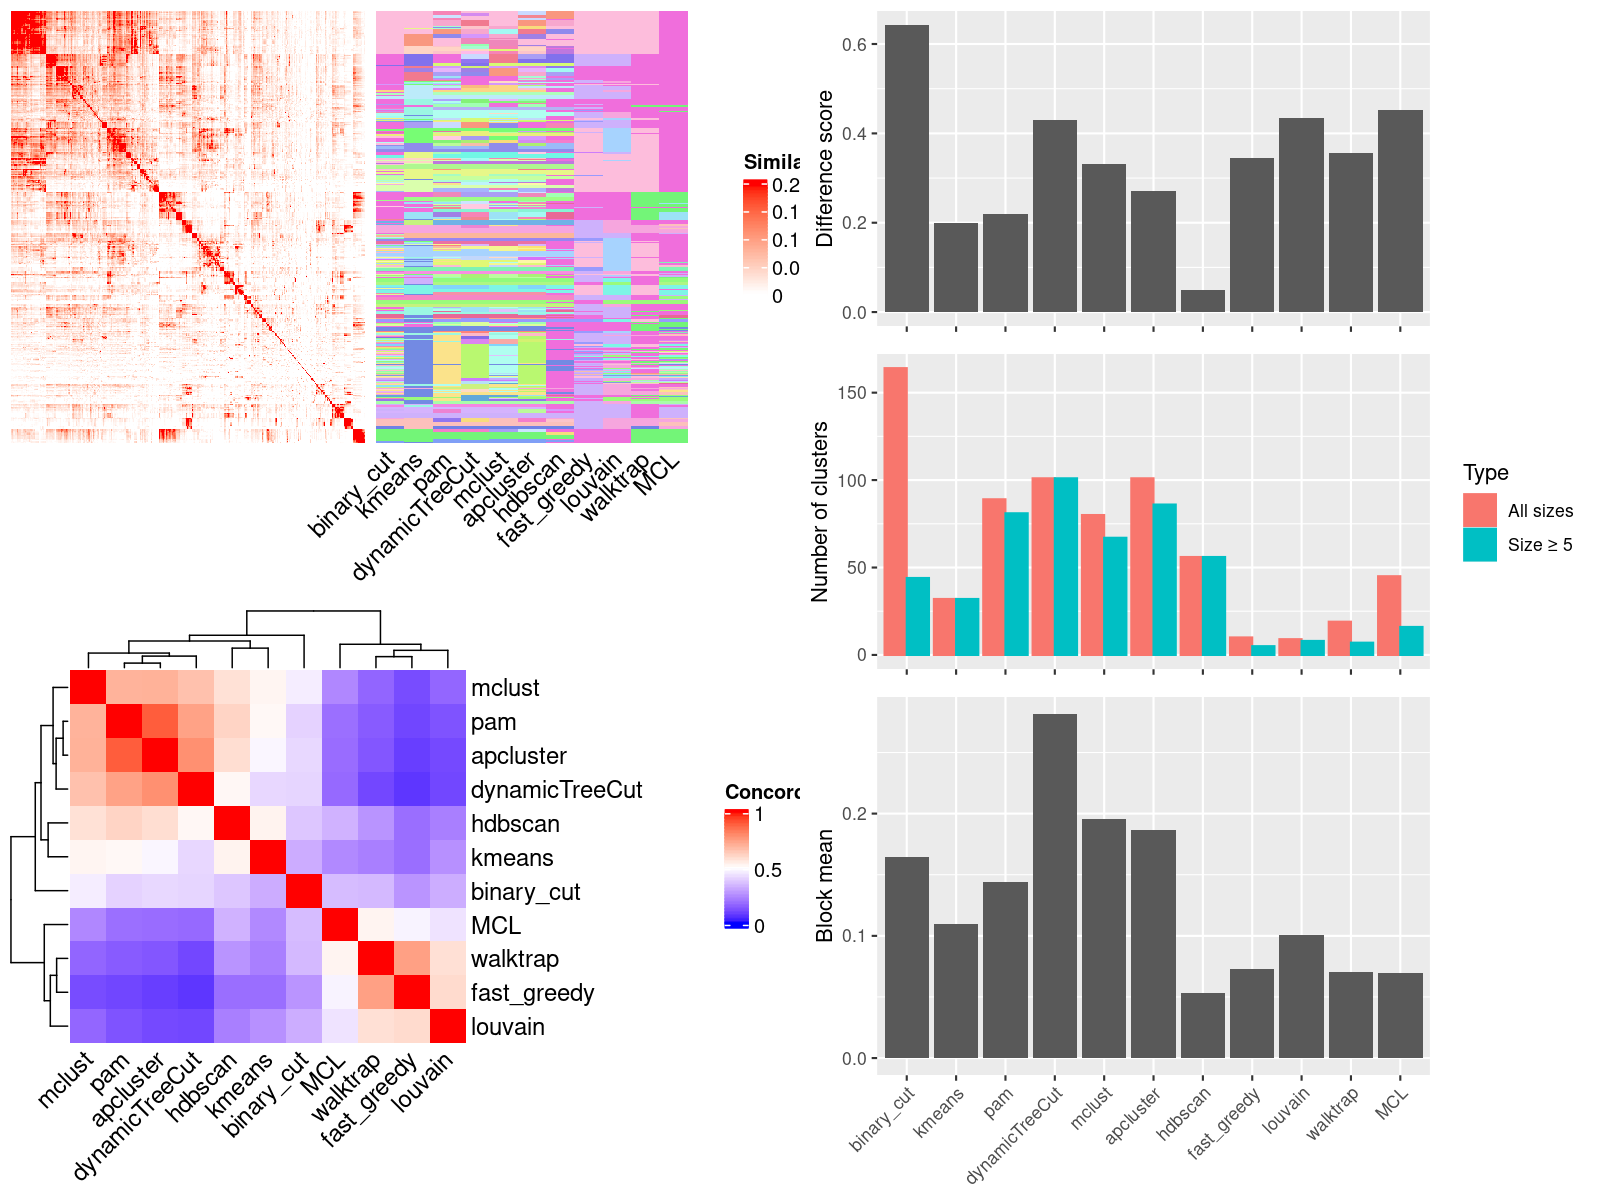 Simila
0.2
0.1
0.1
0.0
0
binary_cut
kmeans
pam
dynamicTreeCut
mclust
apcluster
hdbscan
fast_greedy
louvain
walktrap
MCL
mclust
pam
apcluster
dynamicTreeCut
hdbscan
kmeans
binary_cut
MCL
walktrap
fast_greedy
louvain
mclust
pam
apcluster
dynamicTreeCut
hdbscan
kmeans
binary_cut
MCL
walktrap
fast_greedy
louvain
Concord
1
0.5
0
Difference score
0.6
0.4
0.2
0.0
Number of clusters
150
100
50
0
Type
All sizes
Size ≥ 5
Block mean
0.2
0.1
0.0
binary_cut
kmeans
pam
dynamicTreeCut
mclust
apcluster
hdbscan
fast_greedy
louvain
walktrap
MCL